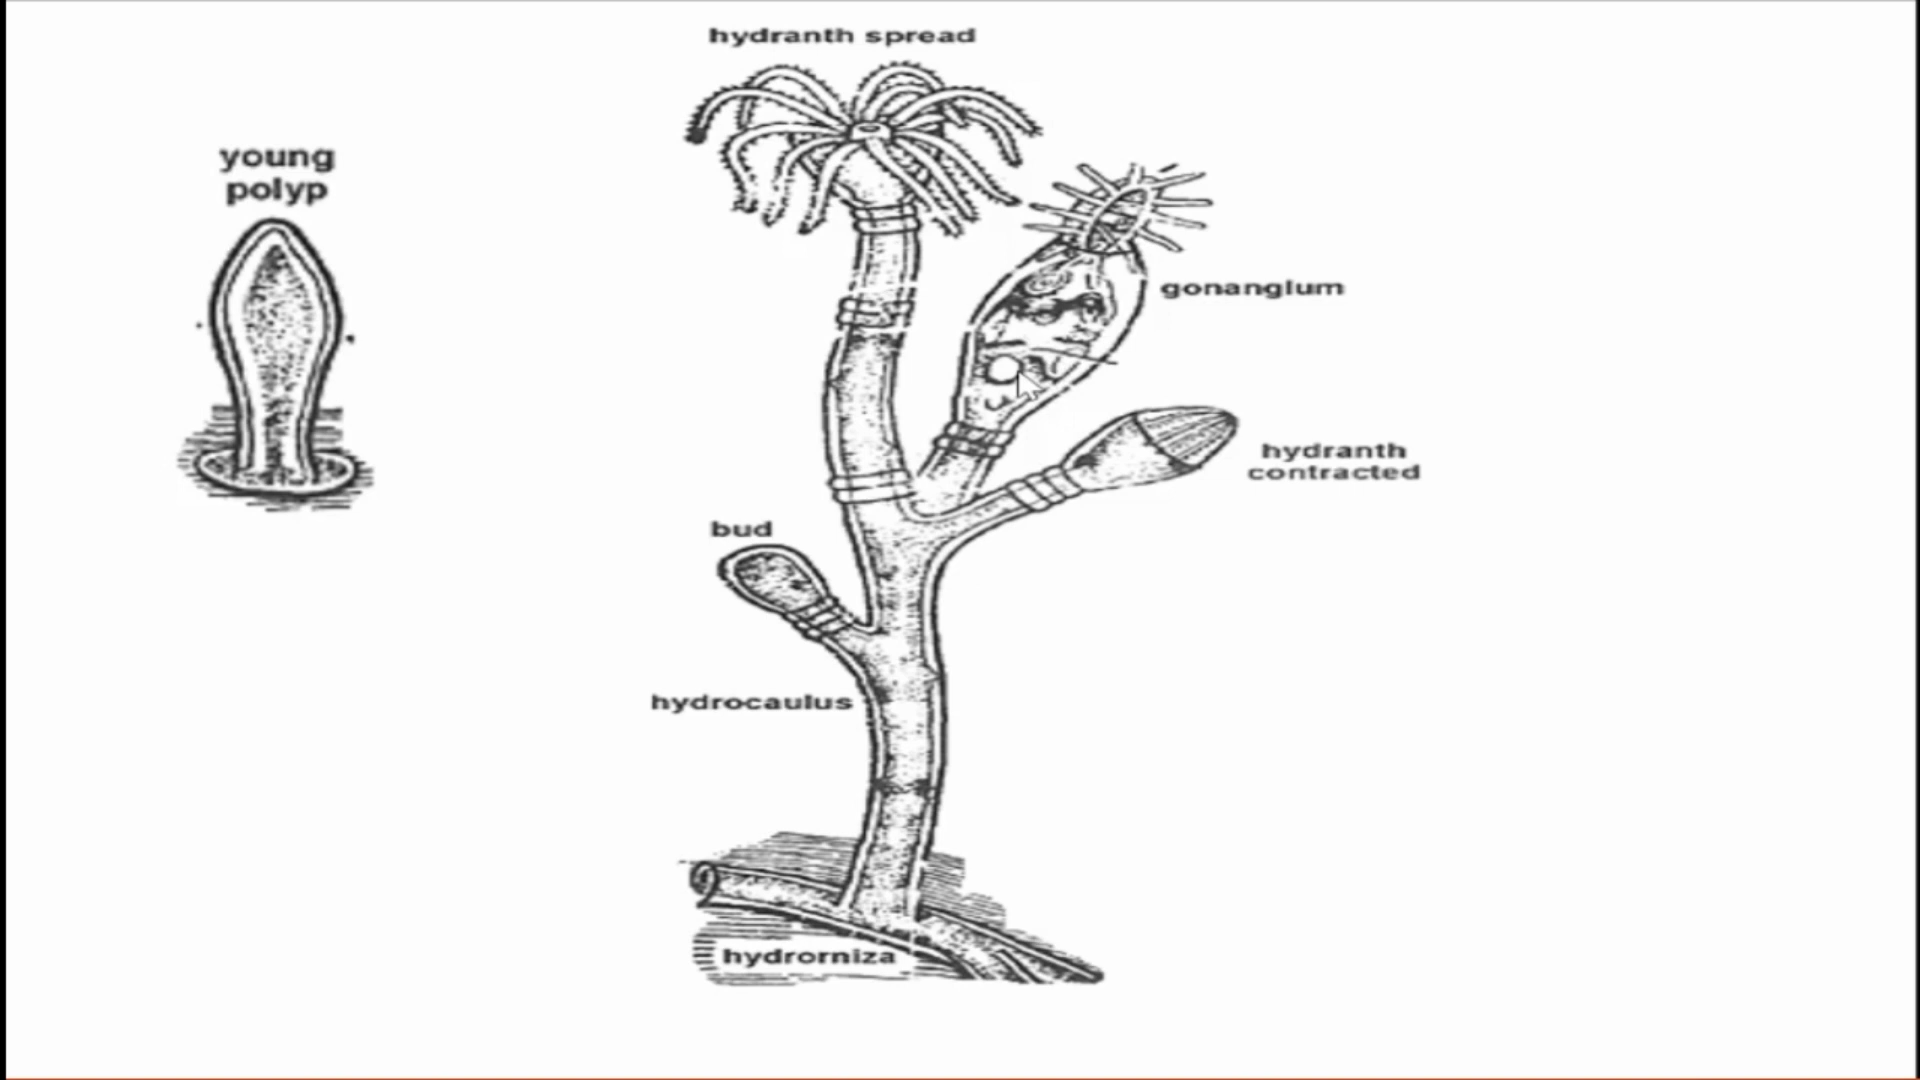 hydranth spread
young
polyp
gonangium
hydranth
contracted
bud
hydrocaulus
hydrorniza